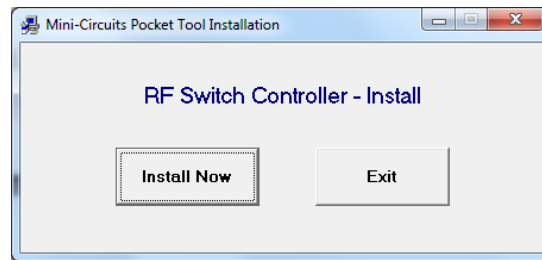 Mini-Circuits Pocket Tool Installation
RF Switch Controller - Install
Install Now
Exit